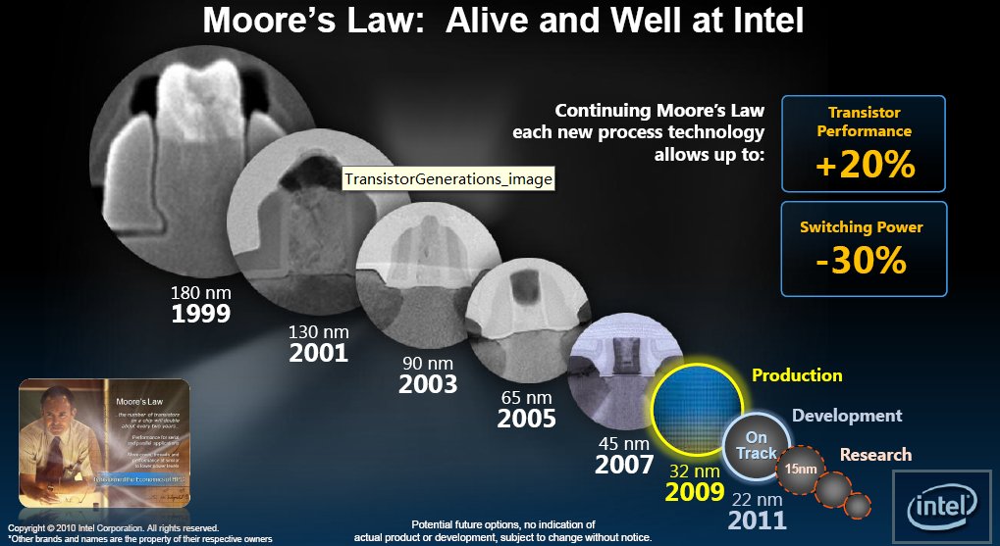 Moore's Law: Alive and Well at Intel
Continuing Moore's Law
each new process technology
allows up to:
Transistor
Performance
+20%
Switching Power
-30%
TransistorGenerations_image
180 nm
1999
130 nm
2001
90 nm
2003
65 nm
2005
45 nm
2007
Production
32 nm
2009
Development
On
Track
22 nm
2011
Research
15nm
Moore's Law
...the number of transistors
on a chip will double
about every two years...
Performance for serial
and parallel applications
More cores, threads and
performance at similar
to lower power levels
the Economics of HPC
intel
Copyright © 2010 Intel Corporation. All rights reserved.
*Other brands and names are the property of their respective owners
Potential future options, no indication of
actual product or development, subject to change without notice.